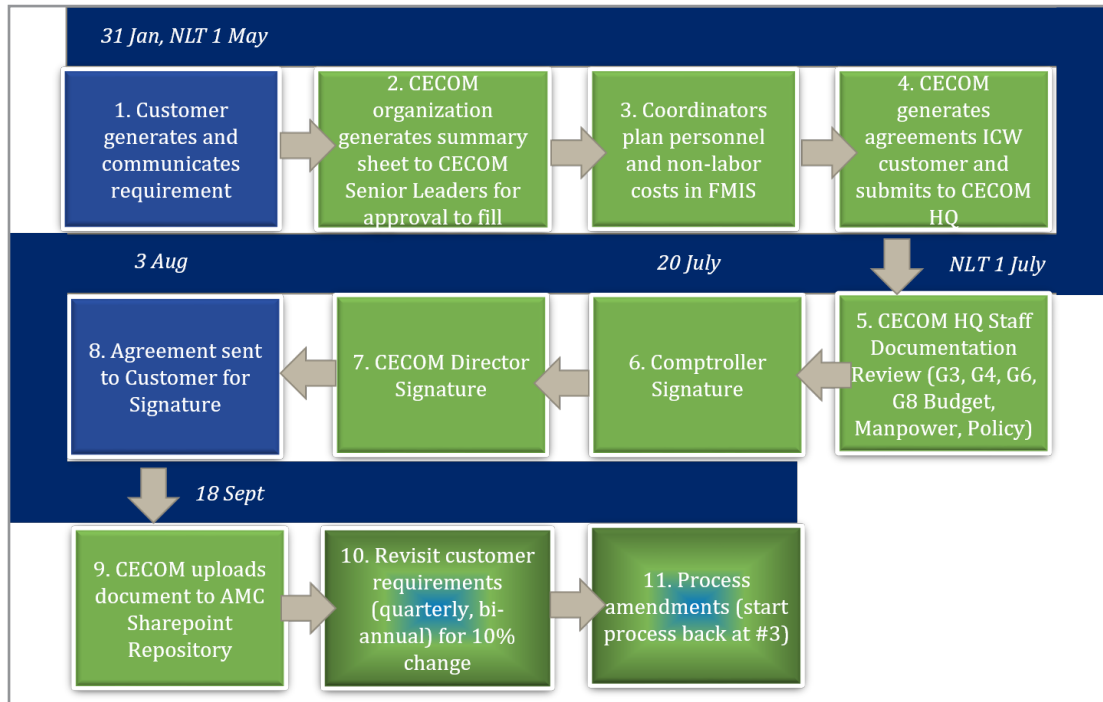 31 Jan, NLT 1 May
1. Customer
generates and
communicates
requirement
2. CECOM
organization
generates summary
sheet to CECOM
Senior Leaders for
approval to fill
3. Coordinators
plan personnel
and non-labor
costs in FMIS
4. CECOM
generates
agreements ICW
customer and
submits to CECOM
HQ
3 Aug
20 July
NLT 1 July
5. CECOM HQ Staff
Documentation
Review (G3, G4, G6,
G8 Budget,
Manpower, Policy)
6. Comptroller
Signature
7. CECOM Director
Signature
8. Agreement sent
to Customer for
Signature
18 Sept
9. CECOM uploads
document to AMC
Sharepoint
Repository
10. Revisit customer
requirements
(quarterly, bi-
annual) for 10%
change
11. Process
amendments (start
process back at #3)